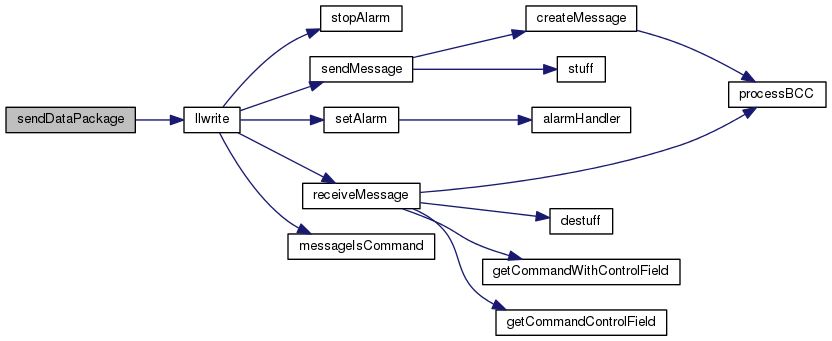 sendDataPackage
llwrite
stopAlarm
sendMessage
setAlarm
receiveMessage
messageIsCommand
createMessage
stuff
alarmHandler
destuff
getCommandWithControlField
getCommandControlField
processBCC